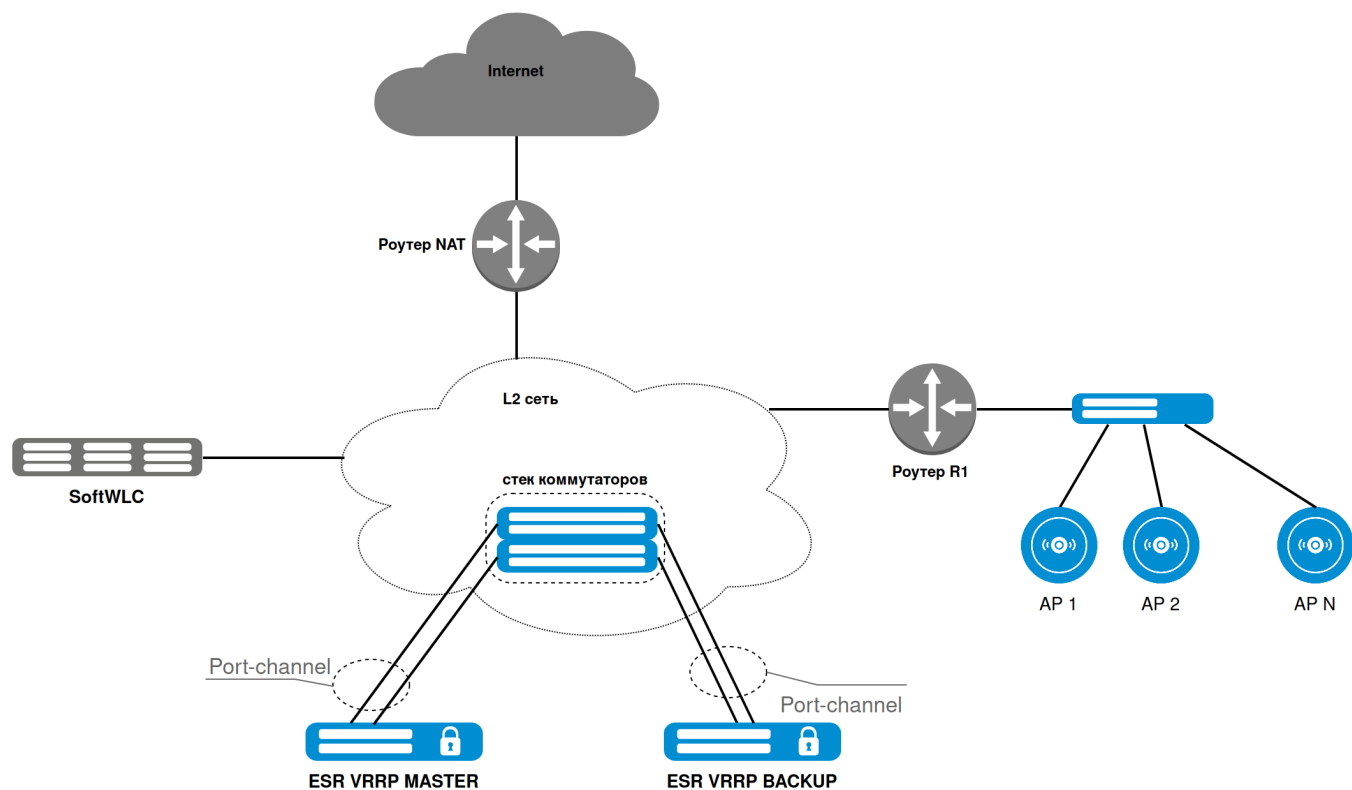 Internet
Роутер NAT
L2 сеть
стек коммутаторов
SoftWLC
Роутер R1
AP 1
AP 2
AP N
Port-channel
Port-channel
ESR VRRP MASTER
ESR VRRP BACKUP